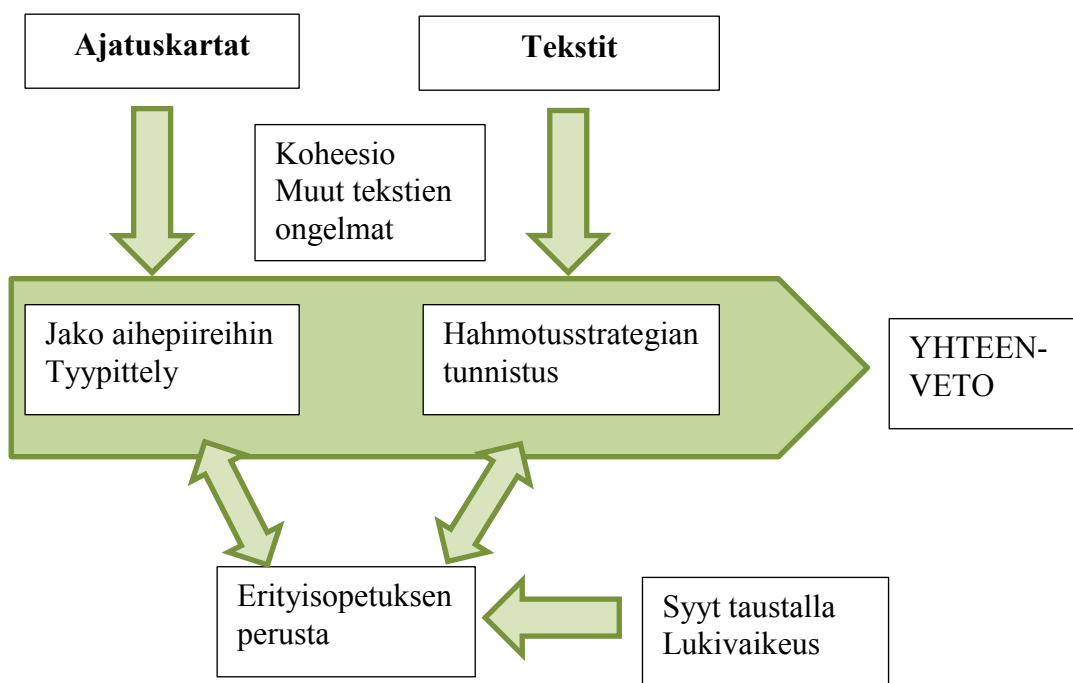 Ajatuskartat
Tekstit
Koheesio
Muut tekstien
ongelmat
Jako aihepiireihin
Tyypittely
Hahmotusstrategian
tunnistus
YHTEEN-
VETO
Erityisopetuksen
perusta
Syyt taustalla
Lukivaikeus